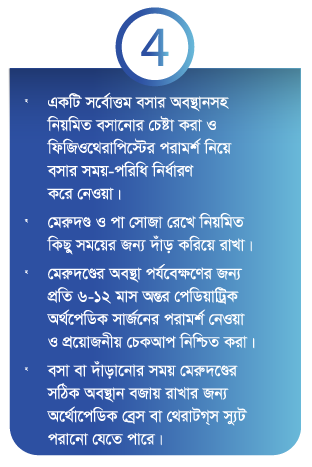 4
একটি সর্বোত্তম বসার অবস্থানসহ
নিয়মিত বসানোর চেষ্টা করা ও
ফিজিওথেরাপিস্টের পরামর্শ নিয়ে
বসার সময়-পরিধি নির্ধারণ
করে নেওয়া।
মেরুদণ্ড ও পা সোজা রেখে নিয়মিত
কিছু সময়ের জন্য দাঁড় করিয়ে রাখা।
মেরুদণ্ডের অবস্থা পর্যবেক্ষণের জন্য
প্রতি ৬-১২ মাস অন্তর পেডিয়াট্রিক
অর্থপেডিক সার্জনের পরামর্শ নেওয়া
ও প্রয়োজনীয় চেকআপ নিশ্চিত করা।
বসা বা দাঁড়ানোর সময় মেরুদণ্ডের
সঠিক অবস্থান বজায় রাখার জন্য
অর্থোপেডিক ব্রেস বা থেরাটগ্স স্যুট
পরানো যেতে পারে।